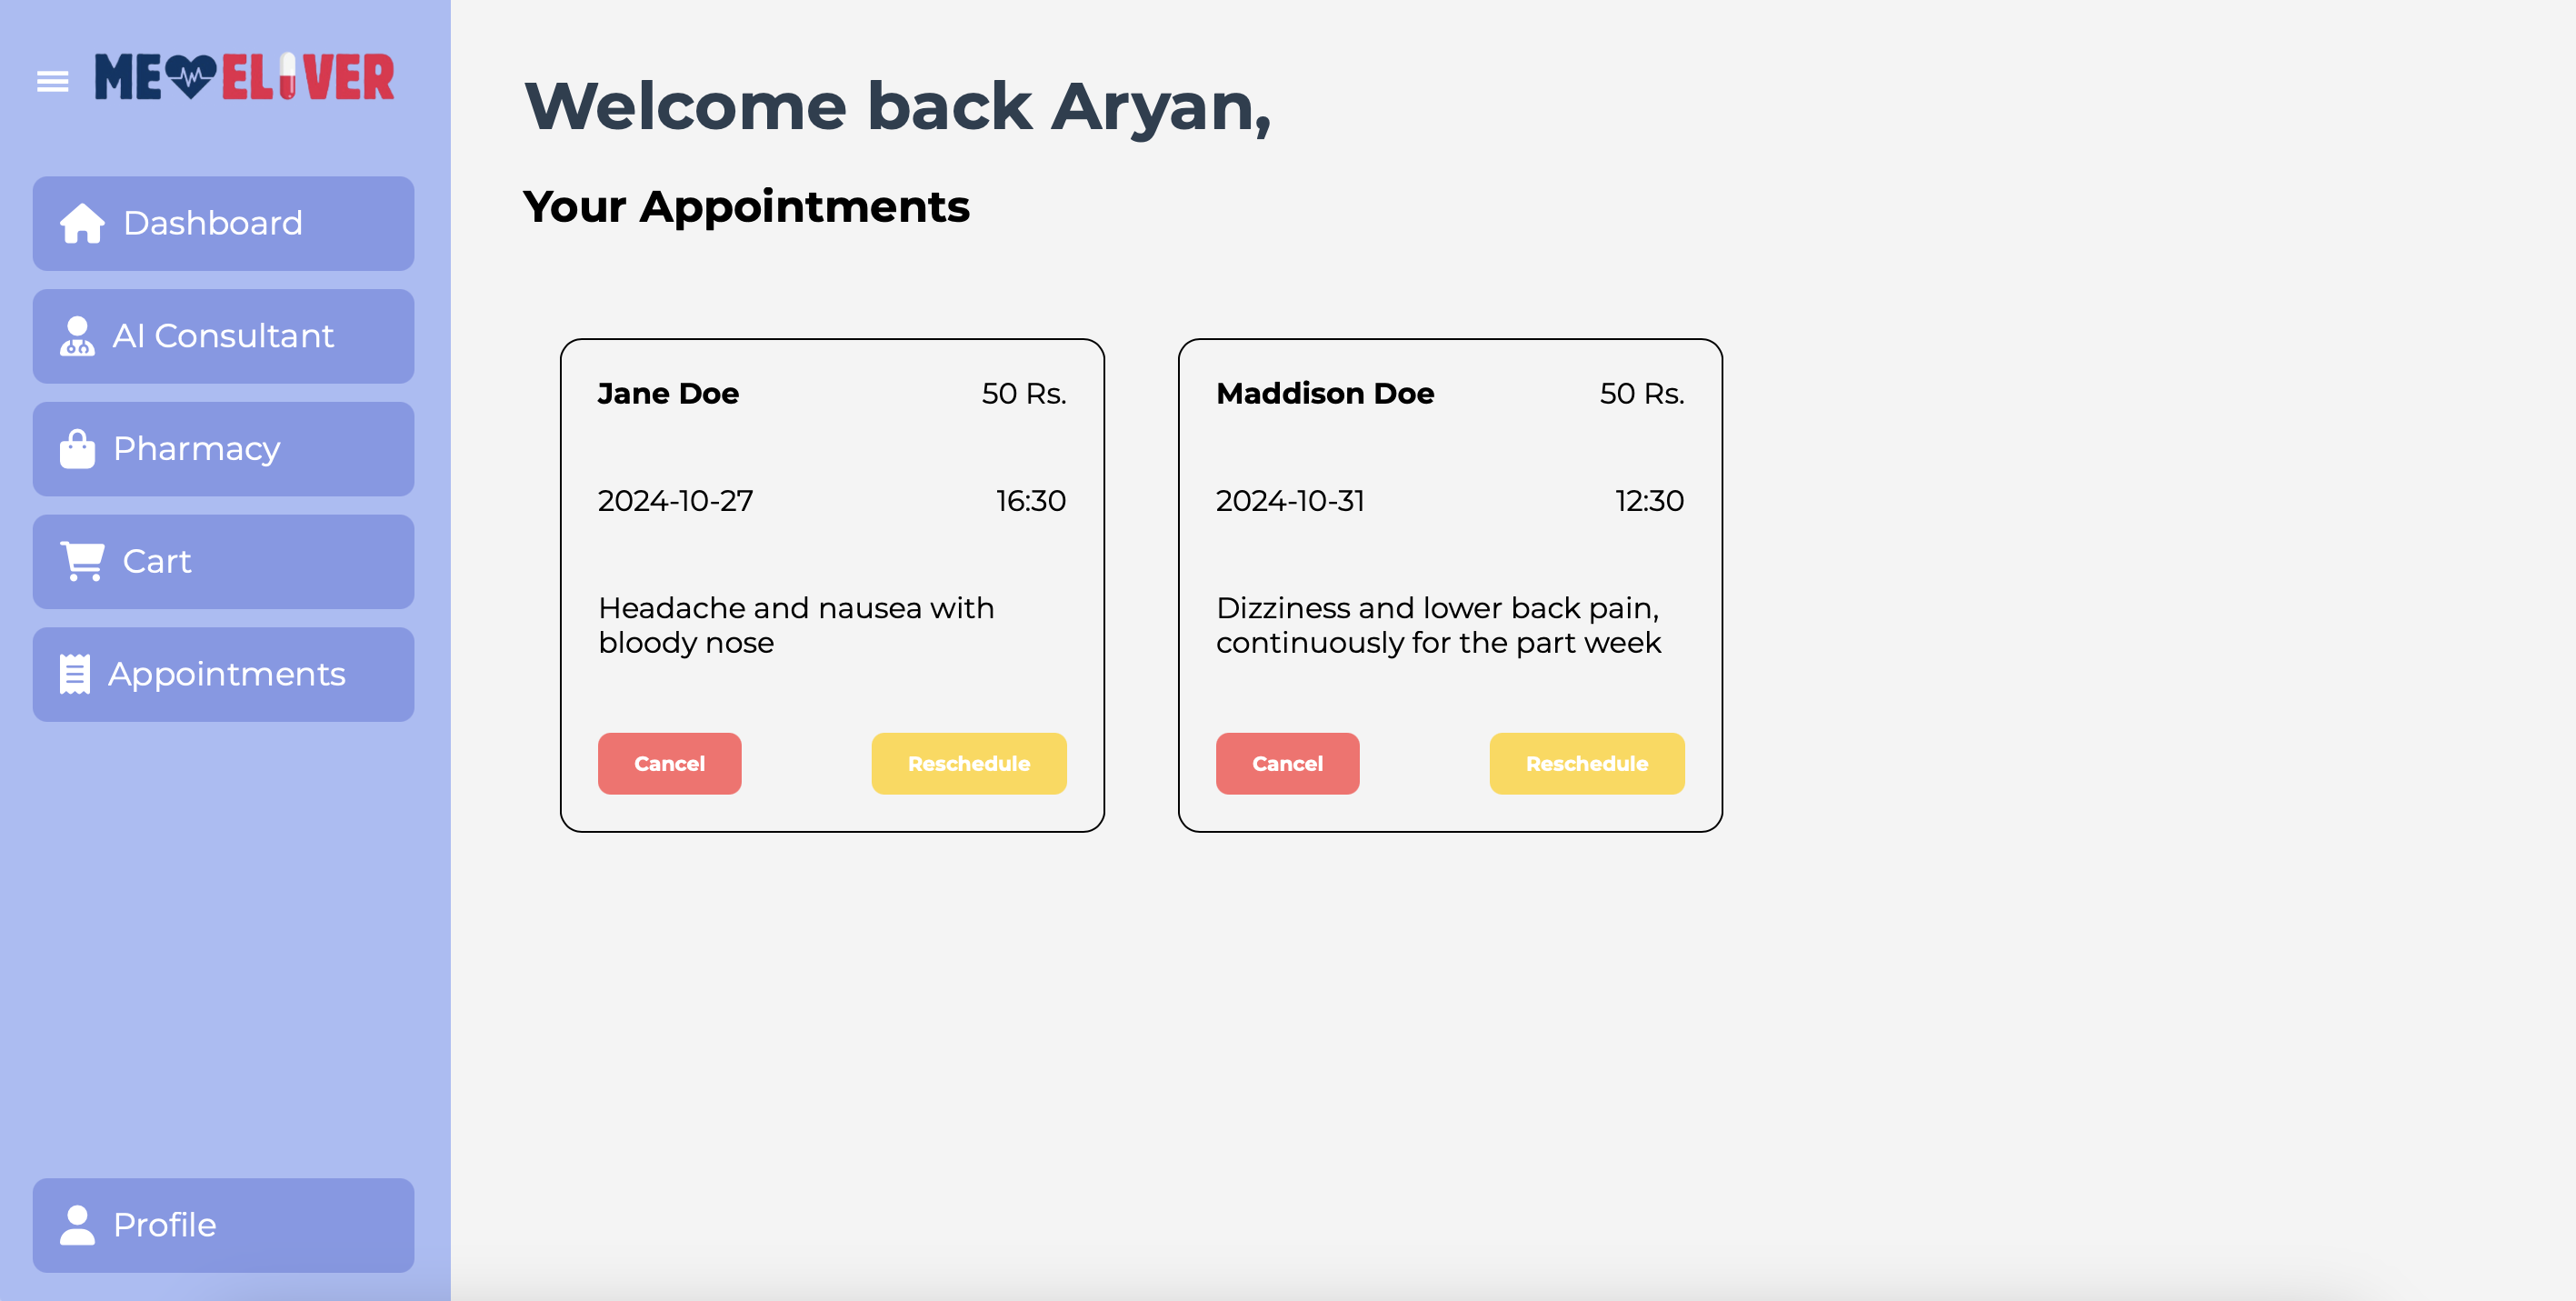 ME ELIVER
Dashboard
AI Consultant
Pharmacy
Cart
Appointments
Profile
Welcome back Aryan,
Your Appointments
Jane Doe 50 Rs.
2024-10-27 16:30
Headache and nausea with
bloody nose
Cancel Reschedule
Maddison Doe 50 Rs.
2024-10-31 12:30
Dizziness and lower back pain,
continuously for the part week
Cancel Reschedule